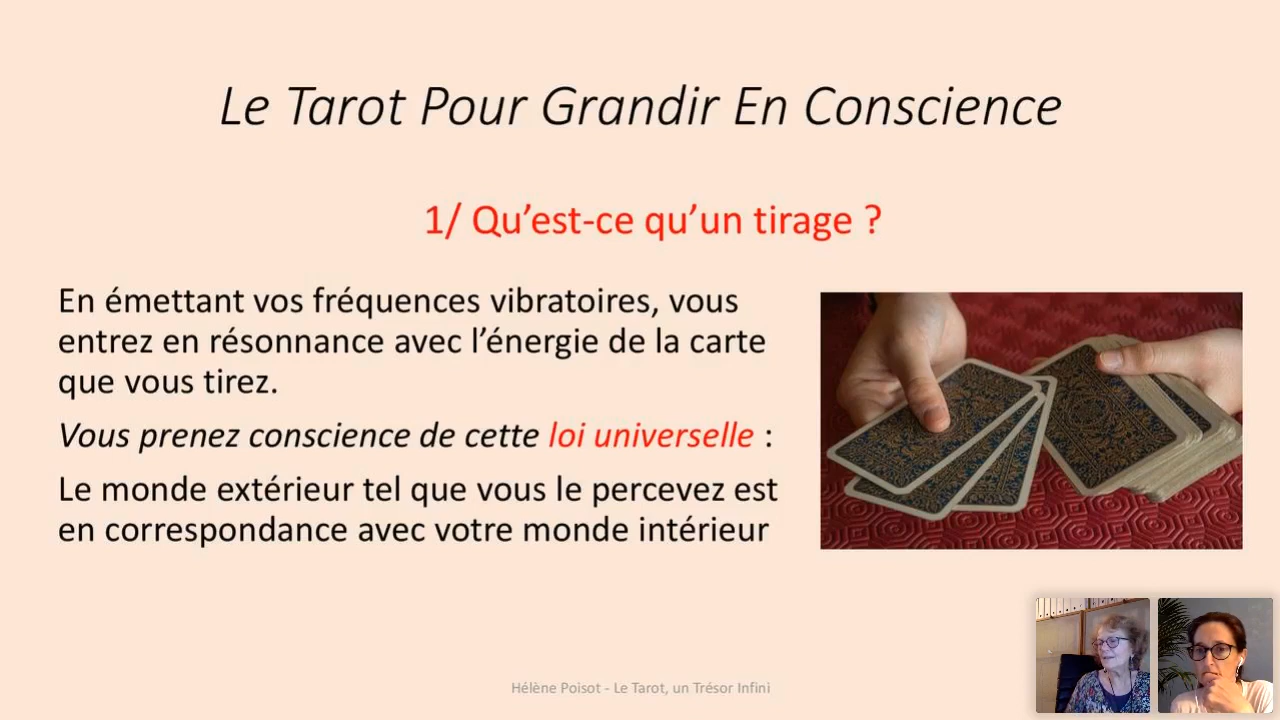 Le Tarot Pour Grandir En Conscience
1/ Qu’est-ce qu’un tirage ?
En émettant vos fréquences vibratoires, vous
entrez en résonnance avec l’énergie de la carte
que vous tirez.
Vous prenez conscience de cette loi universelle :
Le monde extérieur tel que vous le percevez est
en correspondance avec votre monde intérieur
Hélène Poisot - Le Tarot, un Trésor Infini